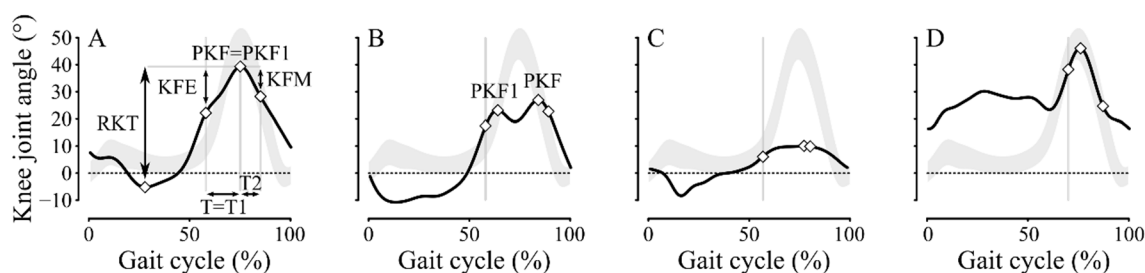 Knee joint angle (°)
50
40
30
20
10
0
−10
A
PKF=PKF1
KFE
KFM
RKT
T2
T=T1
0
50
100
Gait cycle (%)
B
PKF1
PKF
0
50
100
Gait cycle (%)
C
0
50
100
Gait cycle (%)
D
0
50
100
Gait cycle (%)